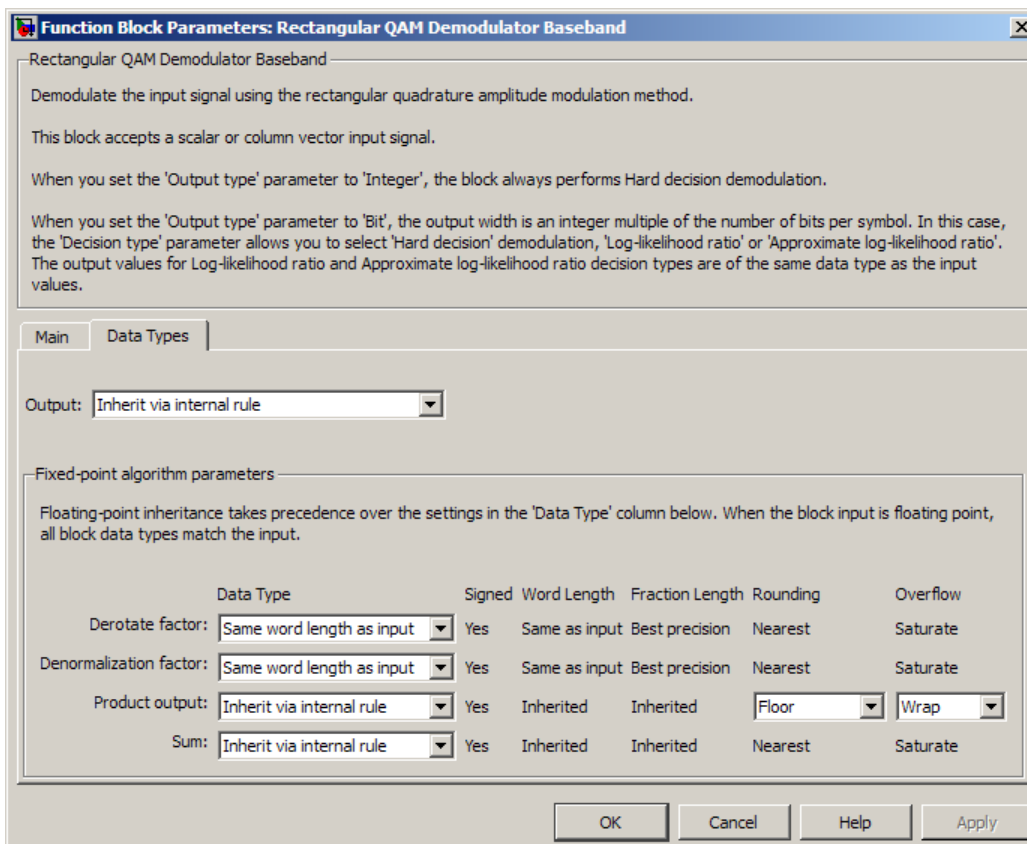 Function Block Parameters: Rectangular QAM Demodulator Baseband
Rectangular QAM Demodulator Baseband
Demodulate the input signal using the rectangular quadrature amplitude modulation method.
This block accepts a scalar or column vector input signal.
When you set the 'Output type' parameter to 'Integer', the block always performs Hard decision demodulation.
When you set the 'Output type' parameter to 'Bit', the output width is an integer multiple of the number of bits per symbol. In this case,
the 'Decision type' parameter allows you to select 'Hard decision' demodulation, 'Log-likelihood ratio' or 'Approximate log-likelihood ratio'.
The output values for Log-likelihood ratio and Approximate log-likelihood ratio decision types are of the same data type as the input
values.
Main Data Types
Output: Inherit via internal rule
Fixed-point algorithm parameters
Floating-point inheritance takes precedence over the settings in the 'Data Type' column below. When the block input is floating point,
all block data types match the input.
Data Type Signed Word Length Fraction Length Rounding Overflow
Derotate factor: Same word length as input Yes Same as input Best precision Nearest Saturate
Denormalization factor: Same word length as input Yes Same as input Best precision Nearest Saturate
Product output: Inherit via internal rule Yes Inherited Inherited Floor Wrap
Sum: Inherit via internal rule Yes Inherited Inherited Nearest Saturate
OK Cancel Help Apply